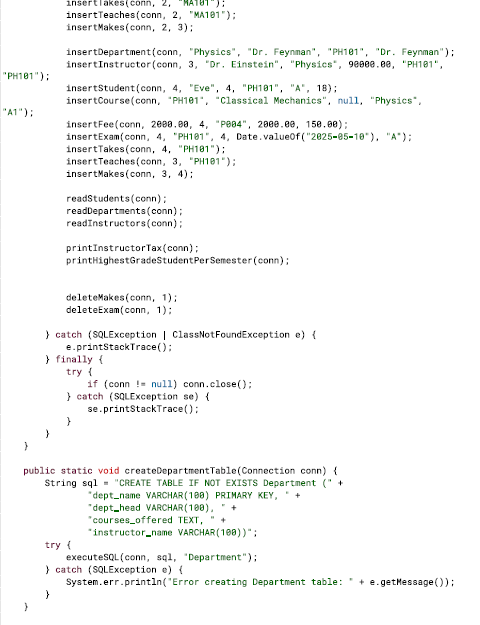 insertTakes(conn, 2, "MA101");
insertTeaches(conn, 2, "MA101");
insertMakes(conn, 2, 3);
insertDepartment(conn, "Physics", "Dr. Feynman", "PH101", "Dr. Feynman");
insertInstructor(conn, 3, "Dr. Einstein", "Physics", 90000.00, "PH101",
"PH101");
insertStudent(conn, 4, "Eve", 4, "PH101", "A", 18);
insertCourse(conn, "PH101", "Classical Mechanics", null, "Physics",
"A1");
insertFee(conn, 2000.00, 4, "P004", 2000.00, 150.00);
insertExam(conn, 4, "PH101", 4, Date.valueOf("2025-05-10"), "A");
insertTakes(conn, 4, "PH101");
insertTeaches(conn, 3, "PH101");
insertMakes(conn, 3, 4);
readStudents(conn);
readDepartments(conn);
readInstructors(conn);
printInstructorTax(conn);
printHighestGradeStudentPerSemester(conn);
deleteMakes(conn, 1);
deleteExam(conn, 1);
} catch (SQLException | ClassNotFoundException e) {
e.printStackTrace();
} finally {
try {
if (conn != null) conn.close();
} catch (SQLException se) {
se.printStackTrace();
}
}
}
public static void createDepartmentTable(Connection conn) {
String sql = "CREATE TABLE IF NOT EXISTS Department (" +
"dept_name VARCHAR(100) PRIMARY KEY, " +
"dept_head VARCHAR(100), " +
"courses_offered TEXT, " +
"instructor_name VARCHAR(100))";
try {
executeSQL(conn, sql, "Department");
} catch (SQLException e) {
System.err.println("Error creating Department table: " + e.getMessage());
}
}